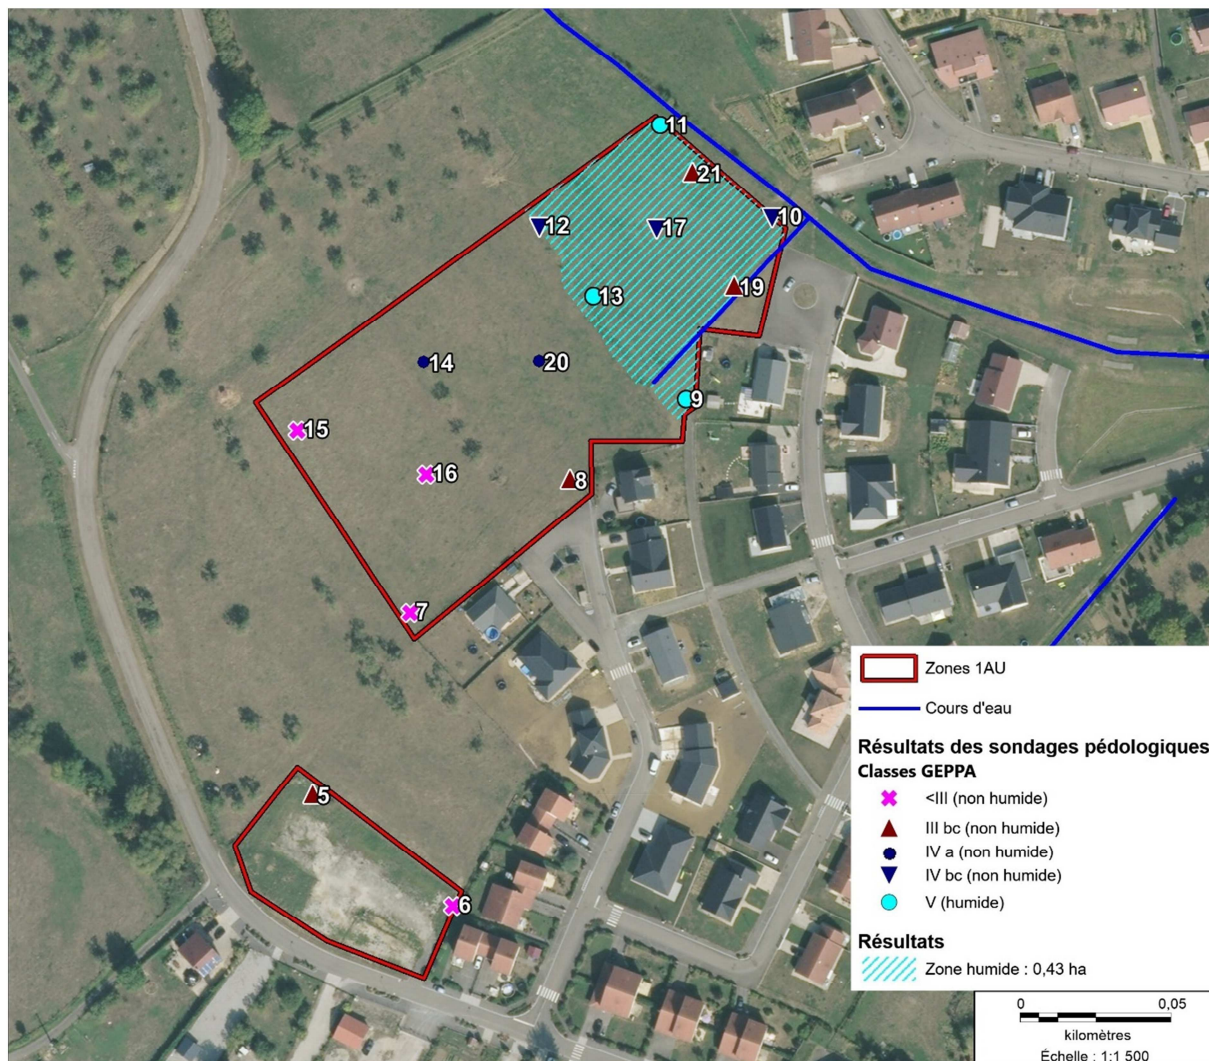 11
21
12
17
10
13
19
14
20
9
15
16
8
7
5
6
Zones 1AU
Cours d'eau
Résultats des sondages pédologiques
Classes GEPPA
<III (non humide)
III bc (non humide)
IV a (non humide)
IV bc (non humide)
V (humide)
Résultats
Zone humide : 0,43 ha
0 0,05
kilomètres
Échelle : 1:1 500